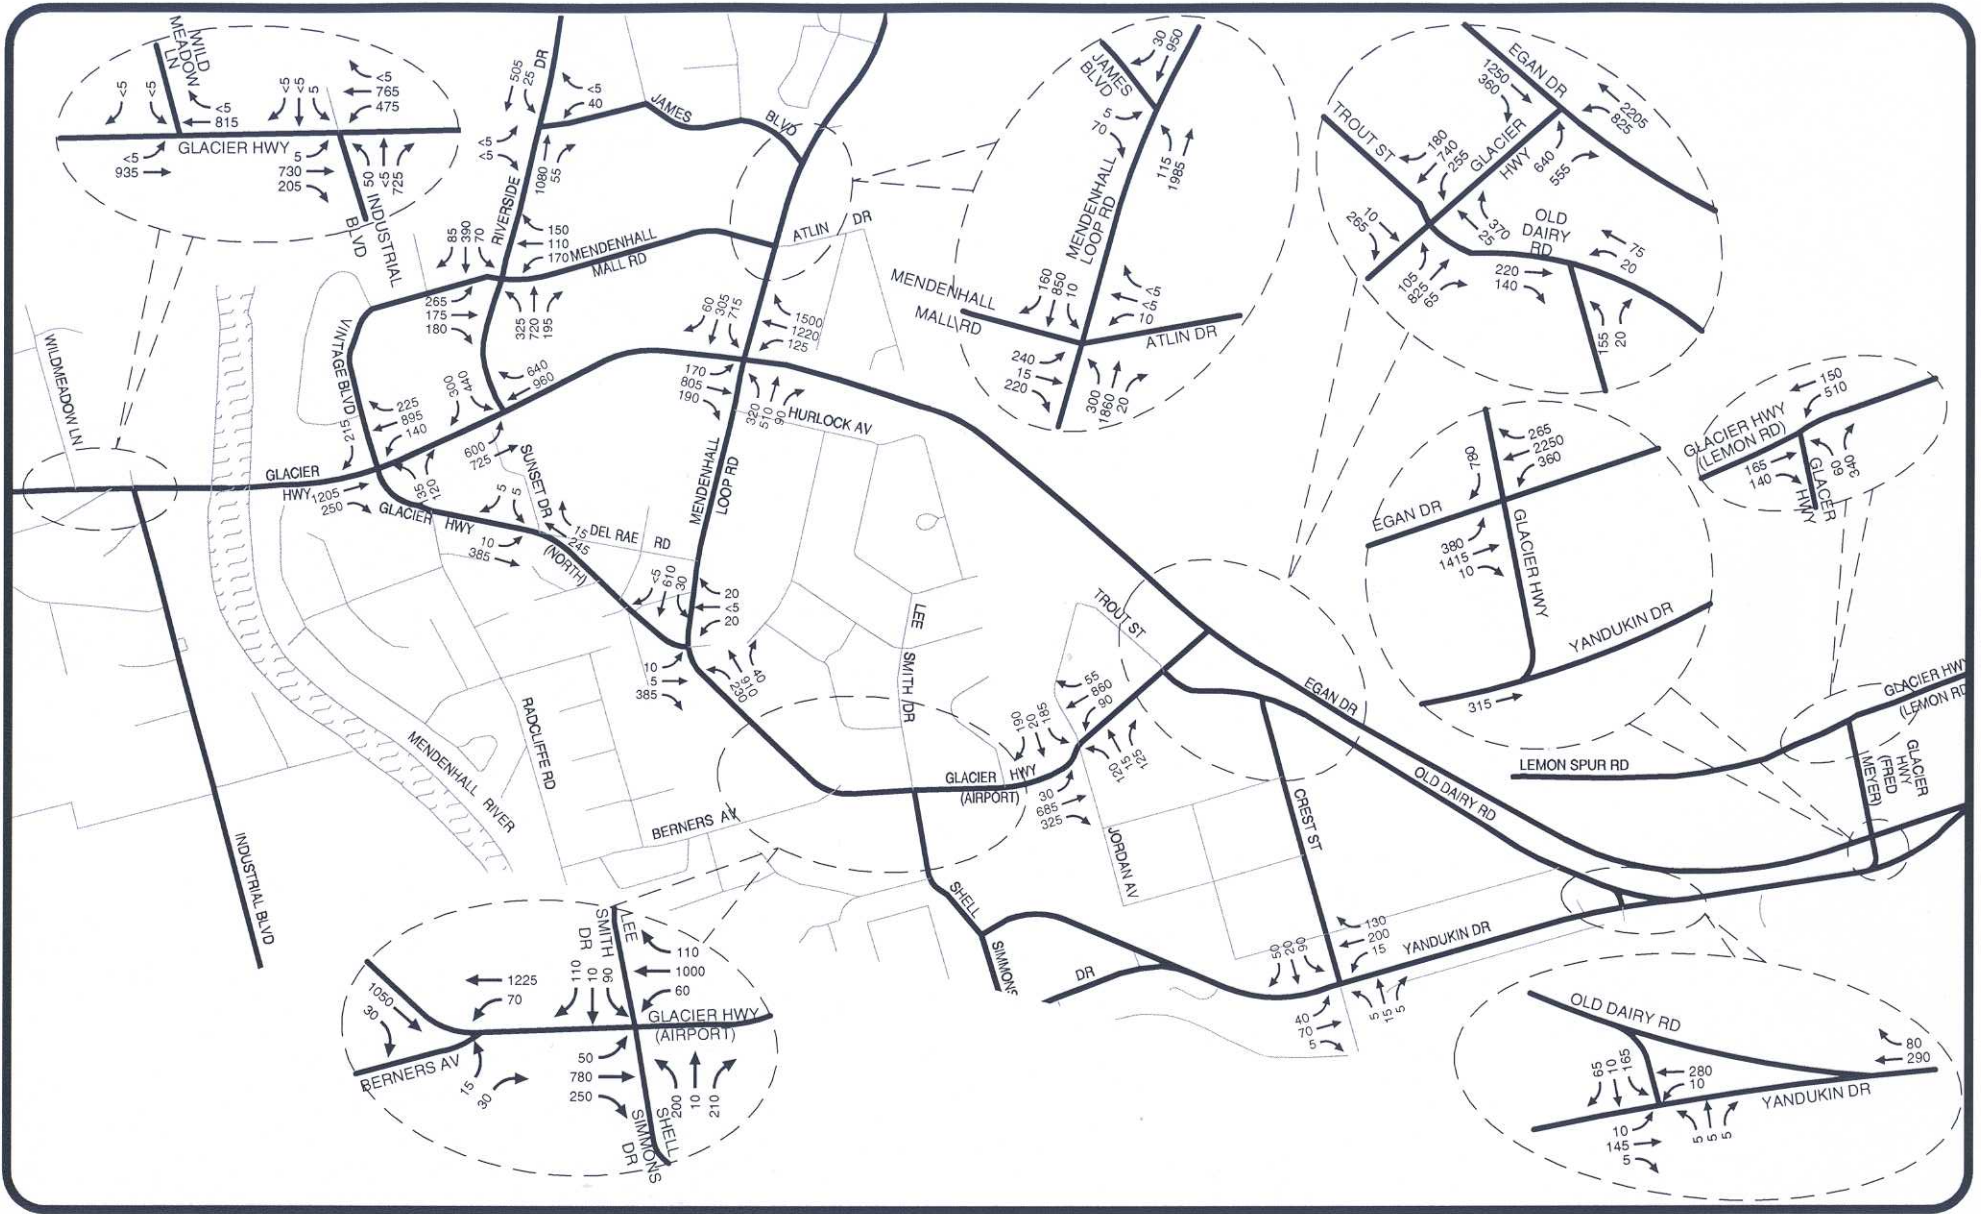 WILD
MEADOW
LN
<5
<5
<5
815
<5
<5
5
<5
765
475
GLACIER HWY
<5
935
5
730
205
50
<5
725
INDUSTRIAL
BLVD
505
25
DR
<5
40
JAMES
BLVD
<5
<5
1080
55
RIVERSIDE
85
390
70
150
110
170
MENDENHALL
MALL RD
ATLIN DR
265
175
180
325
720
195
60
305
715
1500
1220
125
VINTAGE BLVD
215
225
895
140
300
440
640
960
170
805
190
320
510
90
HURLOCK AV
600
725
SUNSET DR
MENDENHALL
LOOP RD
WILDMEADOW LN
GLACIER
HWY
1205
250
35
120
GLACIER HWY
(NORTH)
5
5
15
245
DEL RAE RD
10
385
<5
610
30
20
<5
20
10
5
385
230
910
40
LEE
SMITH DR
RADCLIFFE RD
MENDENHALL RIVER
INDUSTRIAL BLVD
BERNERS AV
GLACIER HWY
(AIRPORT)
190
20
185
55
860
90
120
15
125
30
685
325
JORDAN AV
TROUT ST
EGAN DR
OLD DAIRY RD
CREST ST
SHELL
SIMMONS
DR
50
20
90
130
200
15
YANDUKIN DR
40
70
5
5
15
5
LEMON SPUR RD
GLACIER HWY
(LEMON RD)
GLACIER
HWY
(FRED
MEYER)
30
950
JAMES
BLVD
5
70
115
1985
MENDENHALL
LOOP RD
MENDENHALL
MALL RD
160
850
10
<5
<5
10
ATLIN DR
240
15
220
300
1860
20
EGAN DR
1250
360
2205
825
TROUT ST
180
740
255
GLACIER
HWY
640
555
10
265
370
25
OLD
DAIRY
RD
75
20
105
825
65
220
140
155
20
150
510
GLACIER HWY
(LEMON RD)
165
140
60
340
GLACIER
HWY
780
265
2250
360
EGAN DR
380
1415
10
GLACIER HWY
YANDUKIN DR
315
1050
30
1225
70
110
10
90
LEE
SMITH
DR
110
1000
60
GLACIER HWY
(AIRPORT)
BERNERS AV
15
30
50
780
250
200
10
210
SHELL
SIMMONS
DR
OLD DAIRY RD
80
290
65
10
165
280
10
YANDUKIN DR
10
145
5
5
5
5